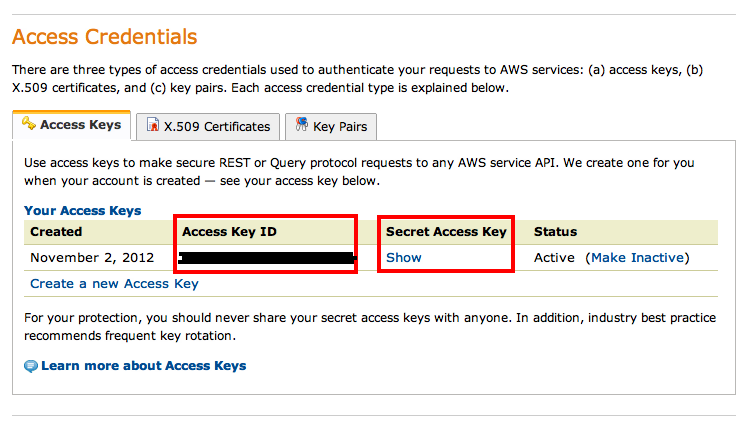 Access Credentials
There are three types of access credentials used to authenticate your requests to AWS services: (a) access keys, (b)
X.509 certificates, and (c) key pairs. Each access credential type is explained below.
Access Keys X.509 Certificates Key Pairs
Use access keys to make secure REST or Query protocol requests to any AWS service API. We create one for you
when your account is created — see your access key below.
Your Access Keys
Created Access Key ID Secret Access Key Status
November 2, 2012 Show Active (Make Inactive)
Create a new Access Key
For your protection, you should never share your secret access keys with anyone. In addition, industry best practice
recommends frequent key rotation.
Learn more about Access Keys